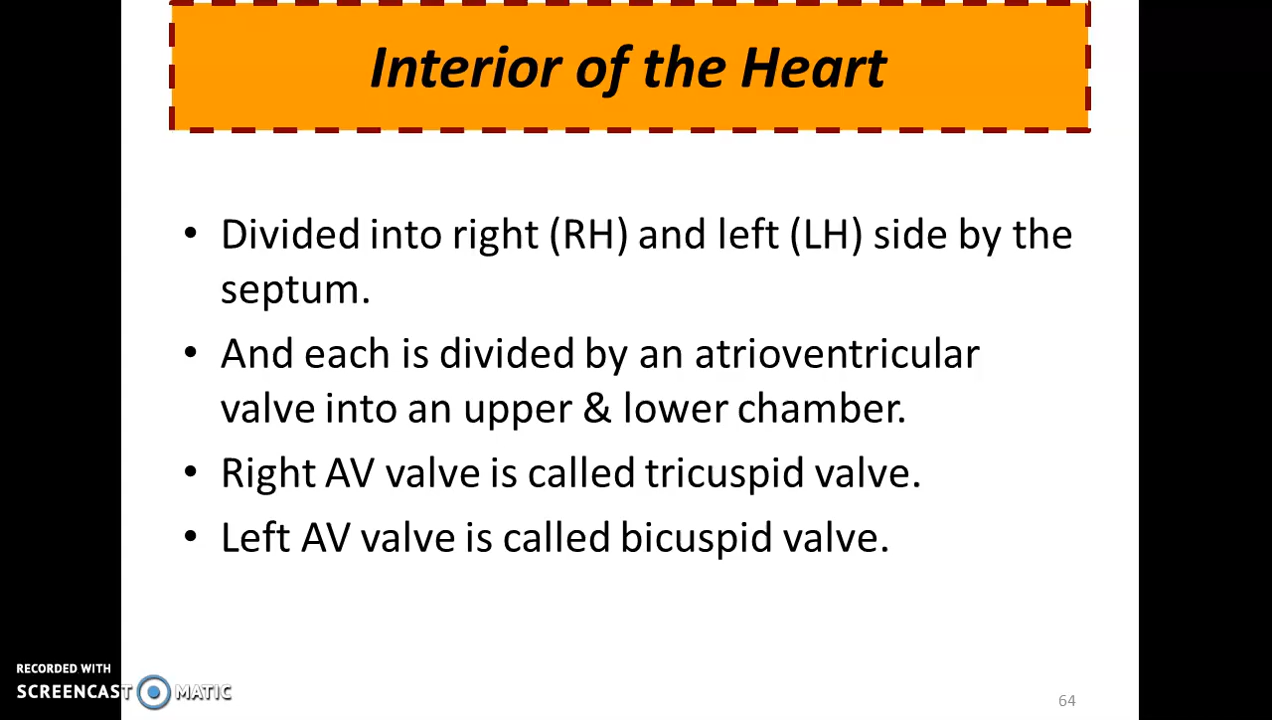 Interior of the Heart
• Divided into right (RH) and left (LH) side by the
septum.
• And each is divided by an atrioventricular
valve into an upper & lower chamber.
• Right AV valve is called tricuspid valve.
• Left AV valve is called bicuspid valve.
RECORDED WITH
SCREENCAST MATIC
64